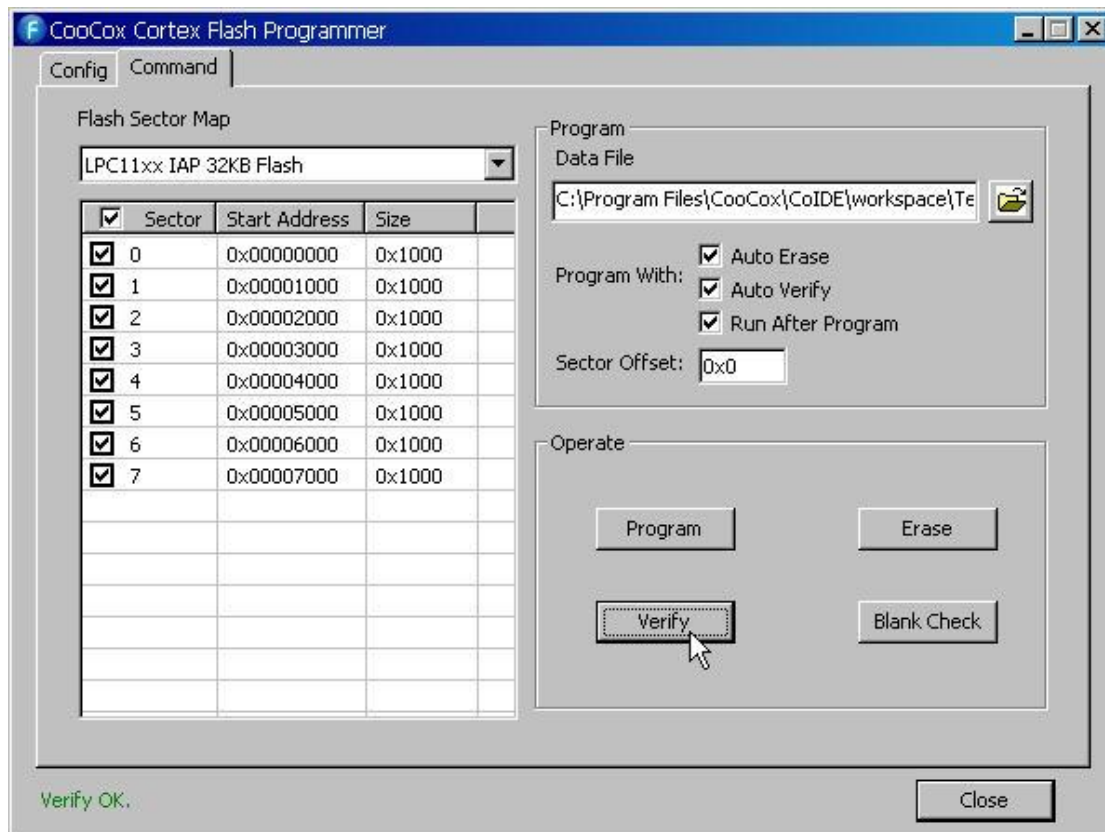 CooCox Cortex Flash Programmer
Config Command
Flash Sector Map
LPC11xx IAP 32KB Flash
Sector Start Address Size
0 0x00000000 0x1000
1 0x00001000 0x1000
2 0x00002000 0x1000
3 0x00003000 0x1000
4 0x00004000 0x1000
5 0x00005000 0x1000
6 0x00006000 0x1000
7 0x00007000 0x1000
Program
Data File
C:\Program Files\CooCox\CoIDE\workspace\Te
Program With:
Auto Erase
Auto Verify
Run After Program
Sector Offset: 0x0
Operate
Program Erase
Verify Blank Check
Verify OK.
Close